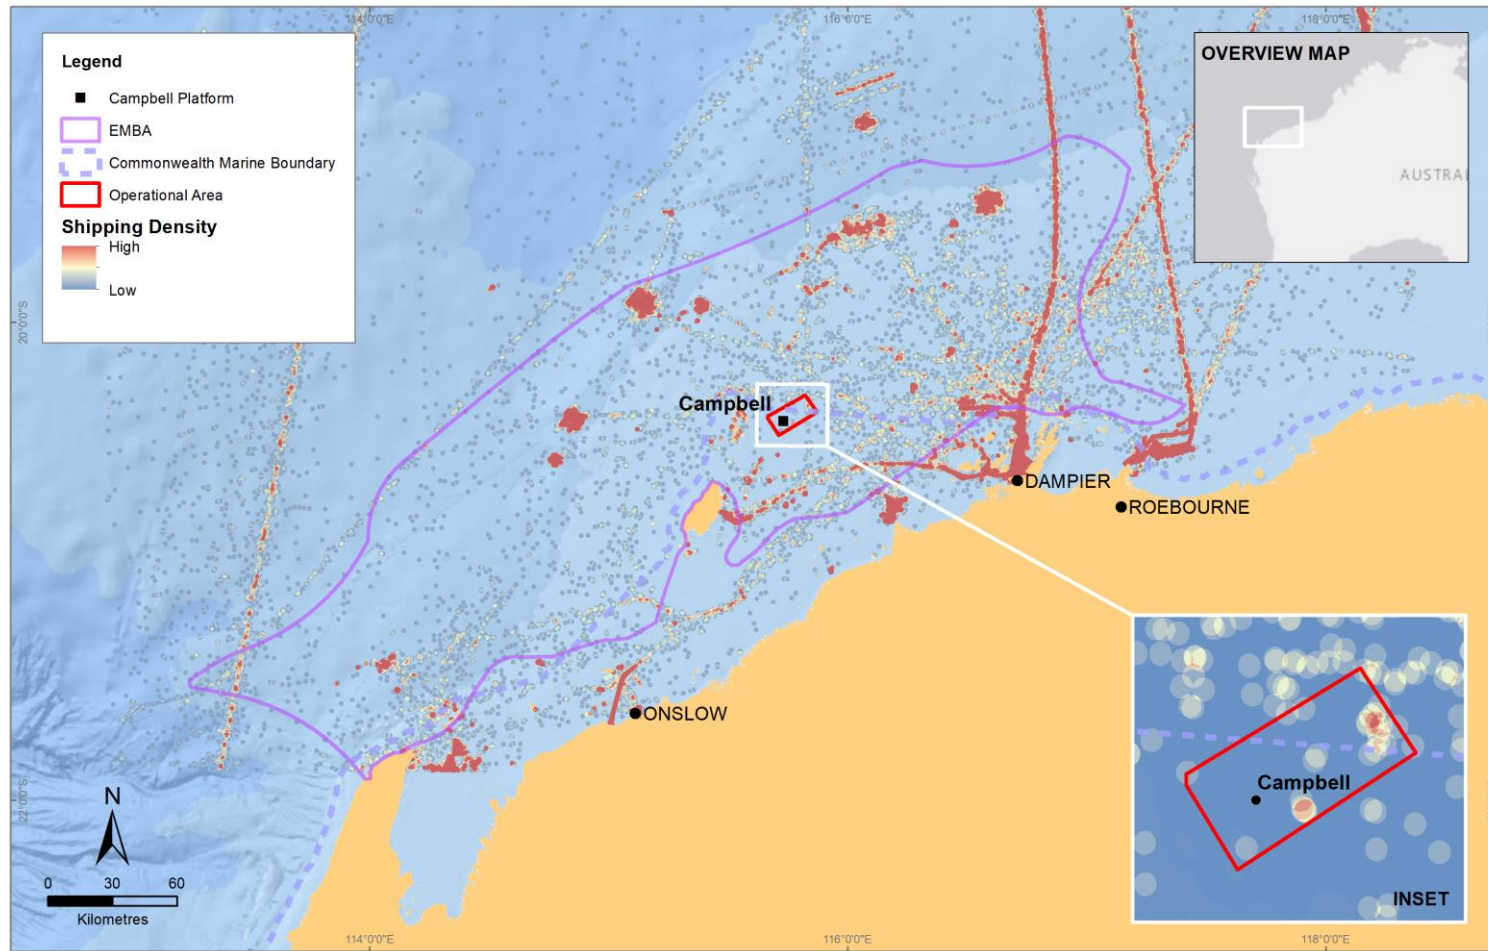 114°0'0"E
116°0'0"E
118°0'0"E
Legend
Campbell Platform
EMBA
Commonwealth Marine Boundary
Operational Area
Shipping Density
High
Low
OVERVIEW MAP
AUSTRAL
20°0'0"S
Campbell
DAMPIER
ROEBOURNE
ONSLOW
Campbell
INSET
22°0'0"S
N
0 30 60
Kilometres
114°0'0"E
116°0'0"E
118°0'0"E